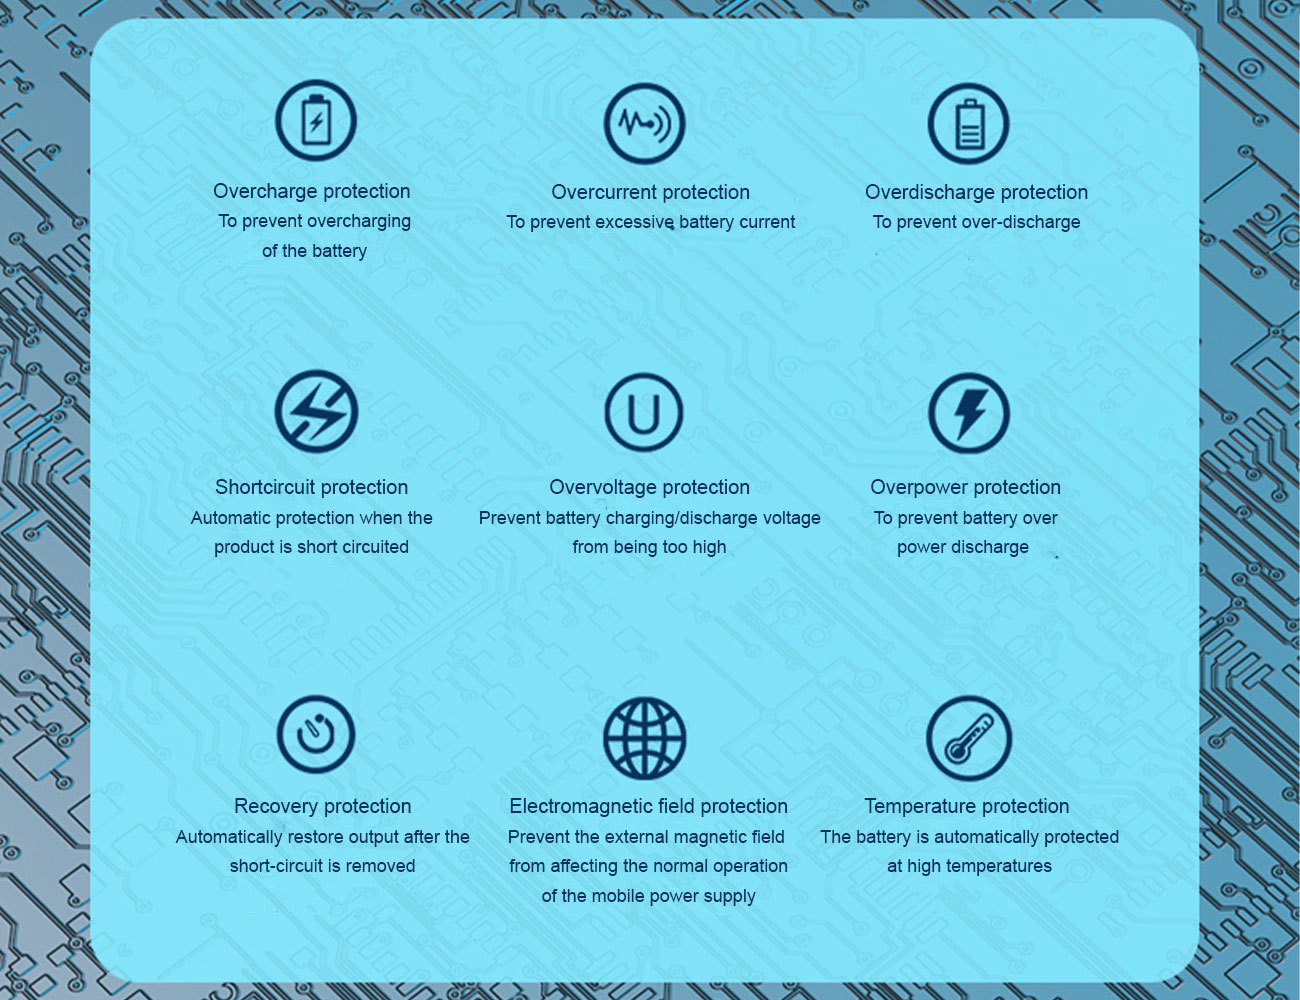 Overcharge protection
To prevent overcharging
of the battery
Overcurrent protection
To prevent excessive battery current
Overdischarge protection
To prevent over-discharge
Shortcircuit protection
Automatic protection when the
product is short circuited
U
Overvoltage protection
Prevent battery charging/discharge voltage
from being too high
Overpower protection
To prevent battery over
power discharge
Recovery protection
Automatically restore output after the
short-circuit is removed
Electromagnetic field protection
Prevent the external magnetic field
from affecting the normal operation
of the mobile power supply
Temperature protection
The battery is automatically protected
at high temperatures